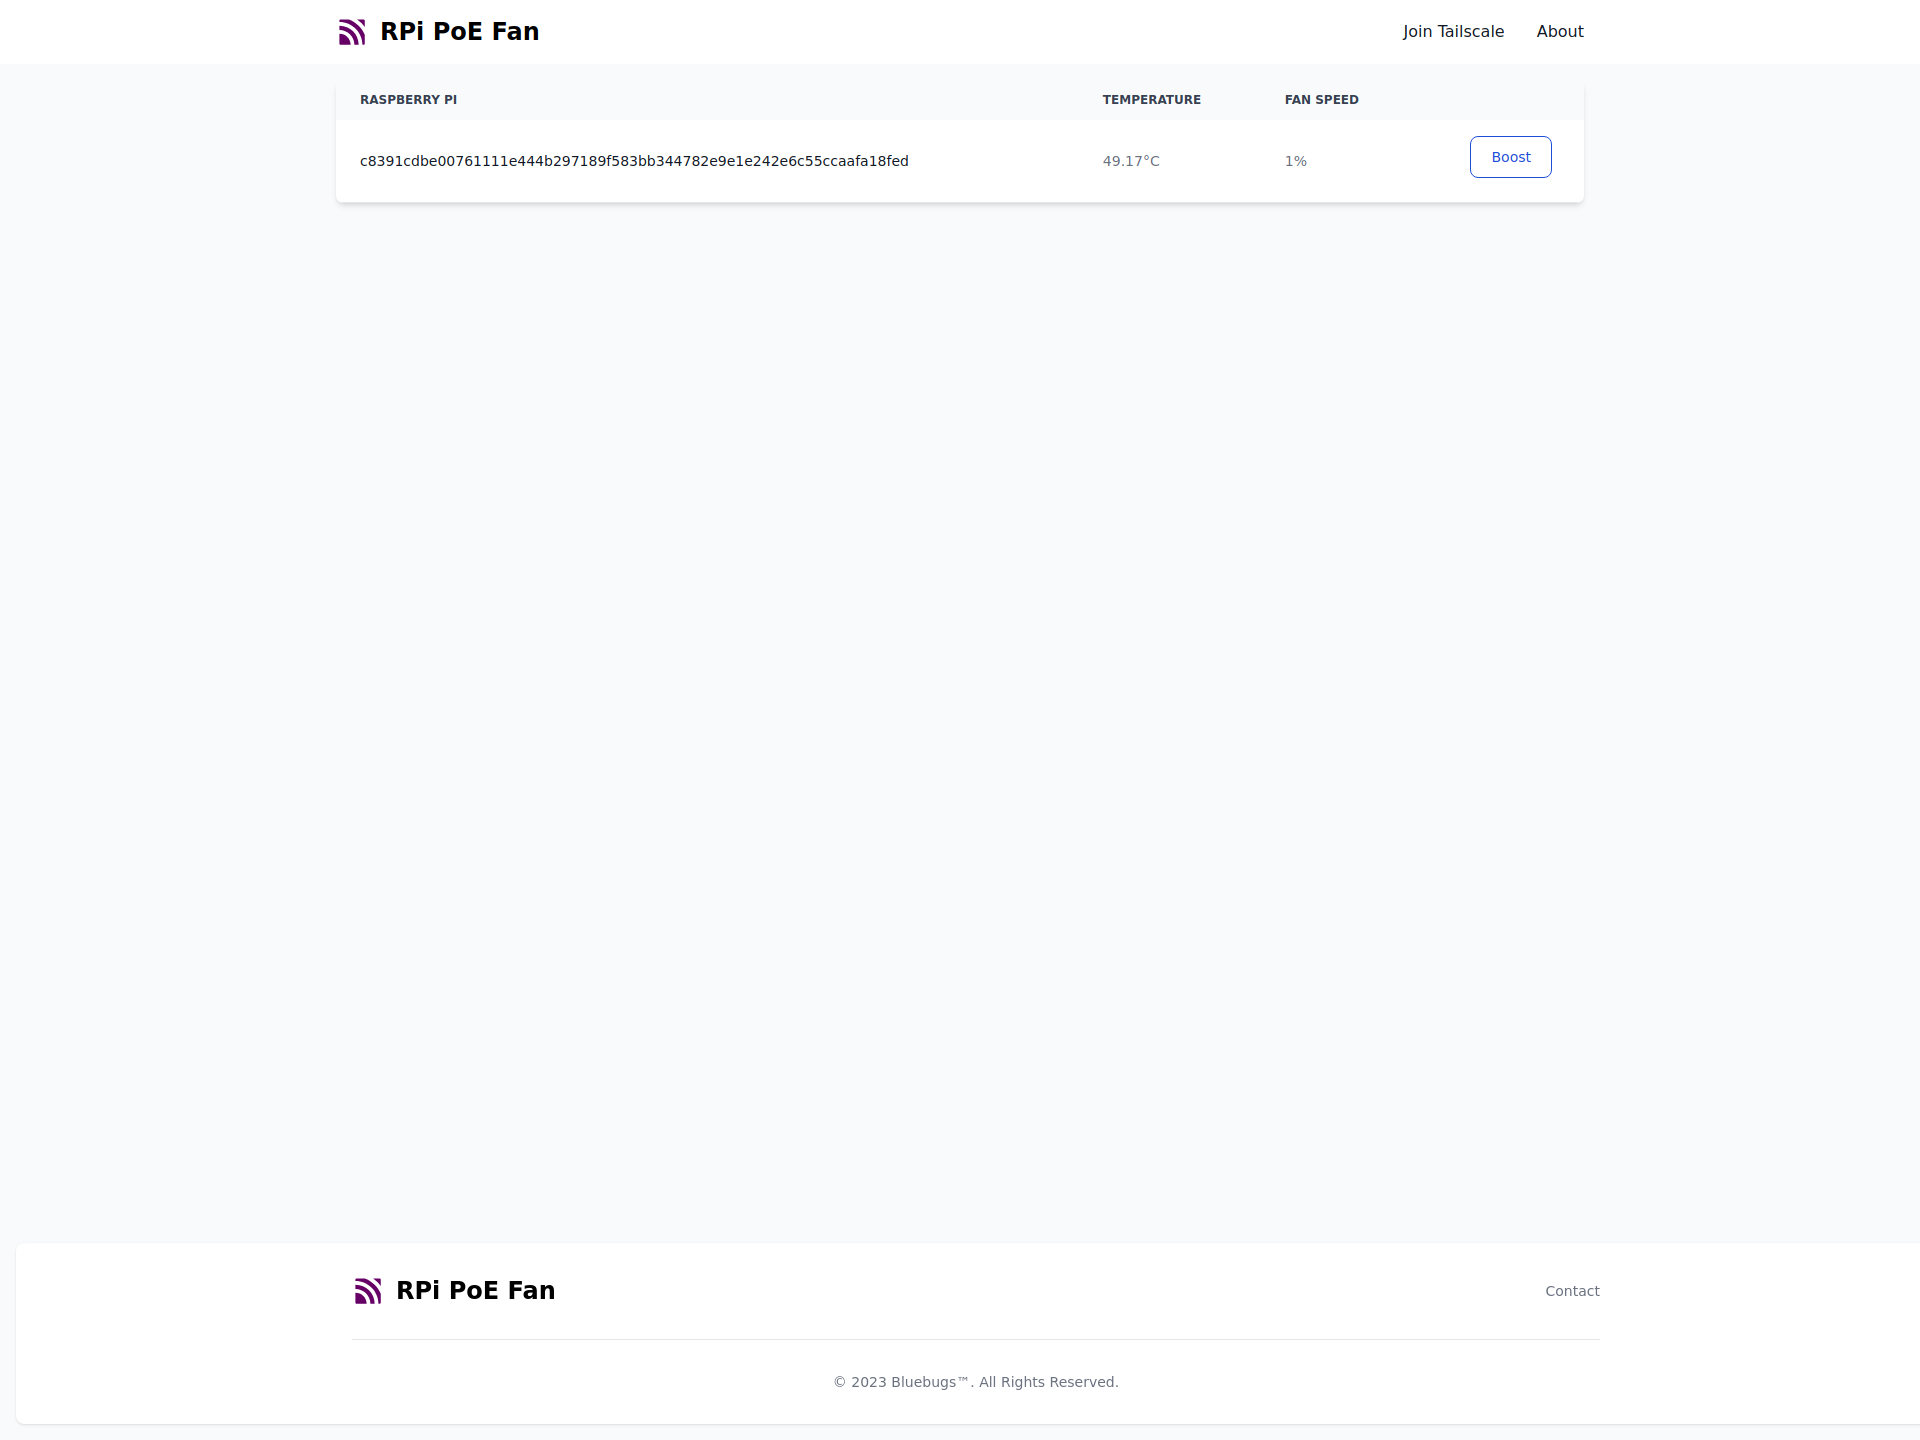 RPi PoE Fan
Join Tailscale About
RASPBERRY PI TEMPERATURE FAN SPEED
c8391cdbe00761111e444b297189f583bb344782e9e1e242e6c55ccaafa18fed 49.17°C 1% Boost
RPi PoE Fan
Contact
© 2023 Bluebugs™. All Rights Reserved.